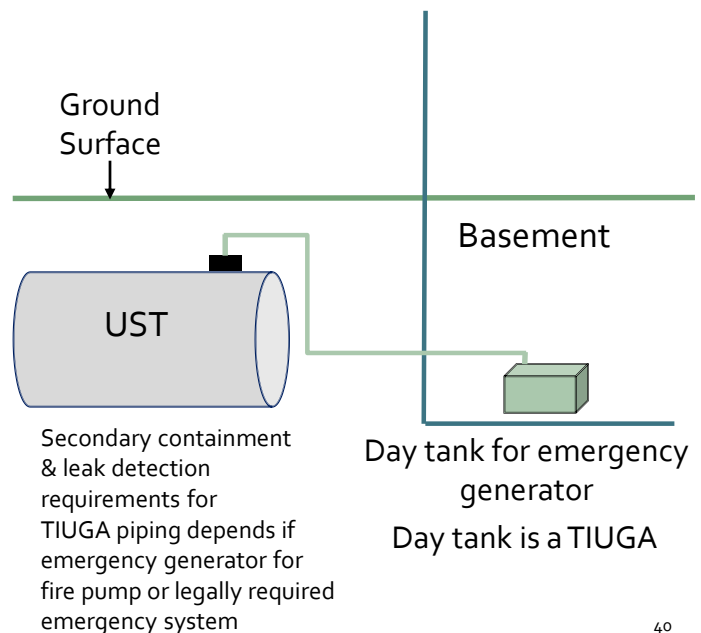 Ground
Surface
Basement
UST
Secondary containment
& leak detection
requirements for
TIUGA piping depends if
emergency generator for
fire pump or legally required
emergency system
Day tank for emergency
generator
Day tank is a TIUGA
40